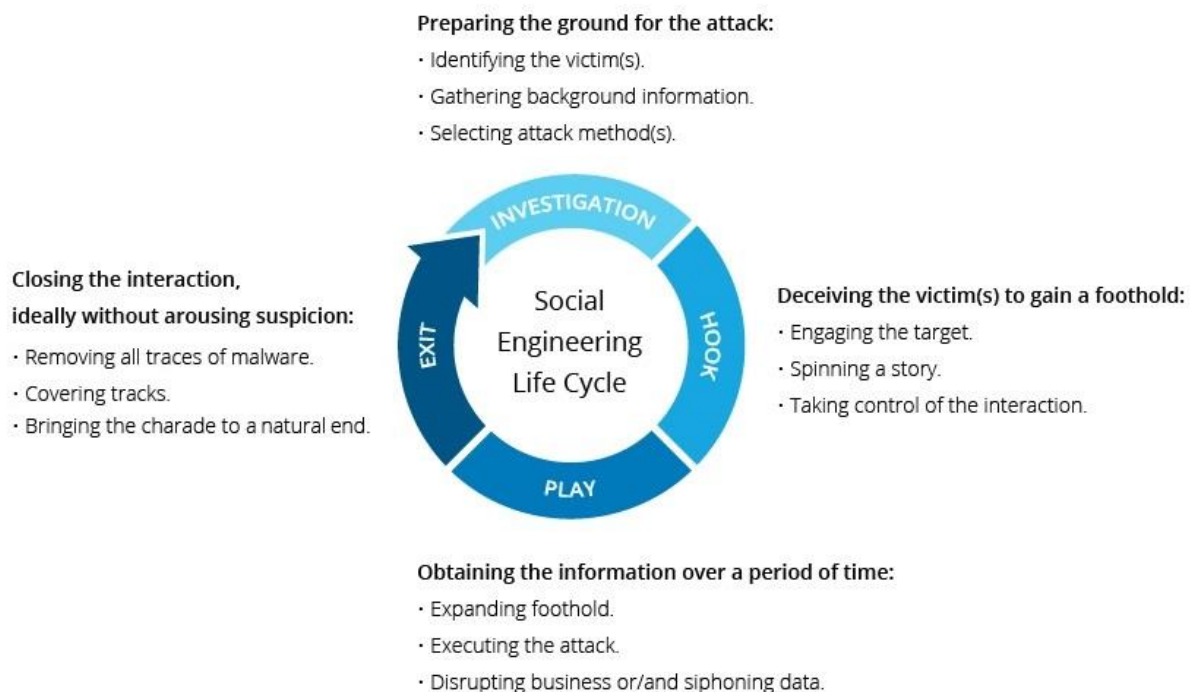 Preparing the ground for the attack:
· Identifying the victim(s).
· Gathering background information.
· Selecting attack method(s).
INVESTIGATION
HOOK
PLAY
EXIT
Social
Engineering
Life Cycle
Closing the interaction,
ideally without arousing suspicion:
· Removing all traces of malware.
· Covering tracks.
· Bringing the charade to a natural end.
Deceiving the victim(s) to gain a foothold:
· Engaging the target.
· Spinning a story.
· Taking control of the interaction.
Obtaining the information over a period of time:
· Expanding foothold.
· Executing the attack.
· Disrupting business or/and siphoning data.